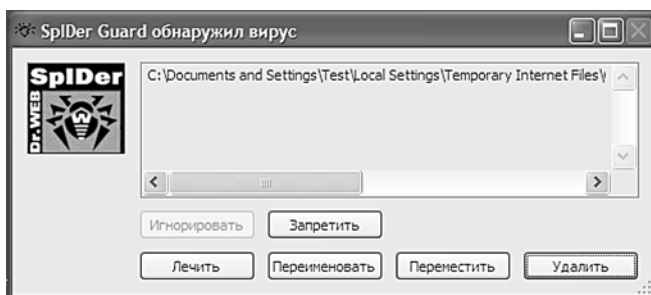 SpIDer Guard обнаружил вирус
SpIDer
Dr.WEB
C:\Documents and Settings\Test\Local Settings\Temporary Internet Files\
Игнорировать
Запретить
Лечить
Переименовать
Переместить
Удалить